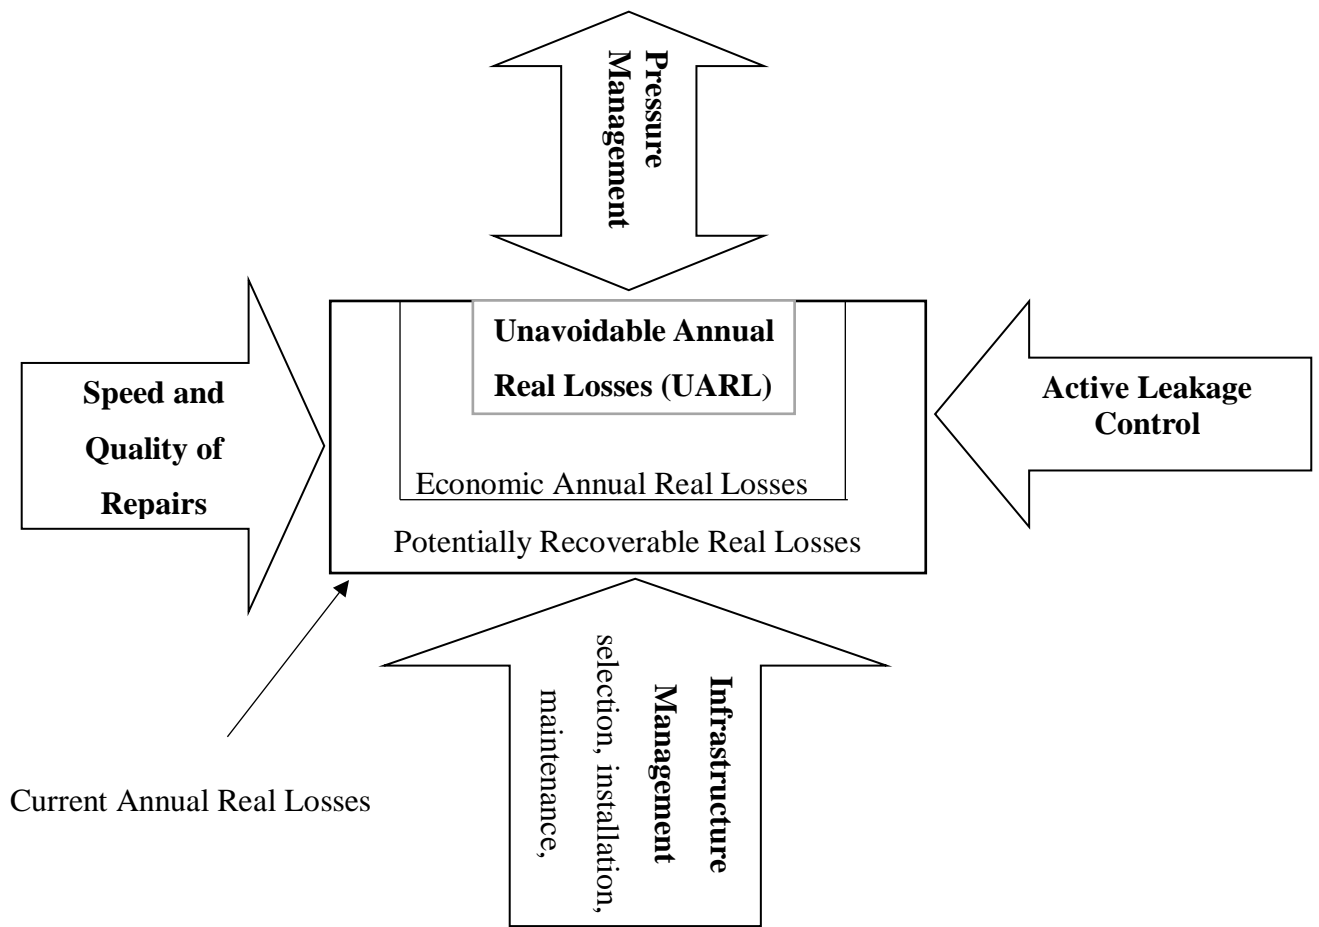 Pressure
Management
Unavoidable Annual
Real Losses (UARL)
Speed and
Quality of
Repairs
Active Leakage
Control
Economic Annual Real Losses
Potentially Recoverable Real Losses
Infrastructure
Management
selection, installation,
maintenance,
Current Annual Real Losses